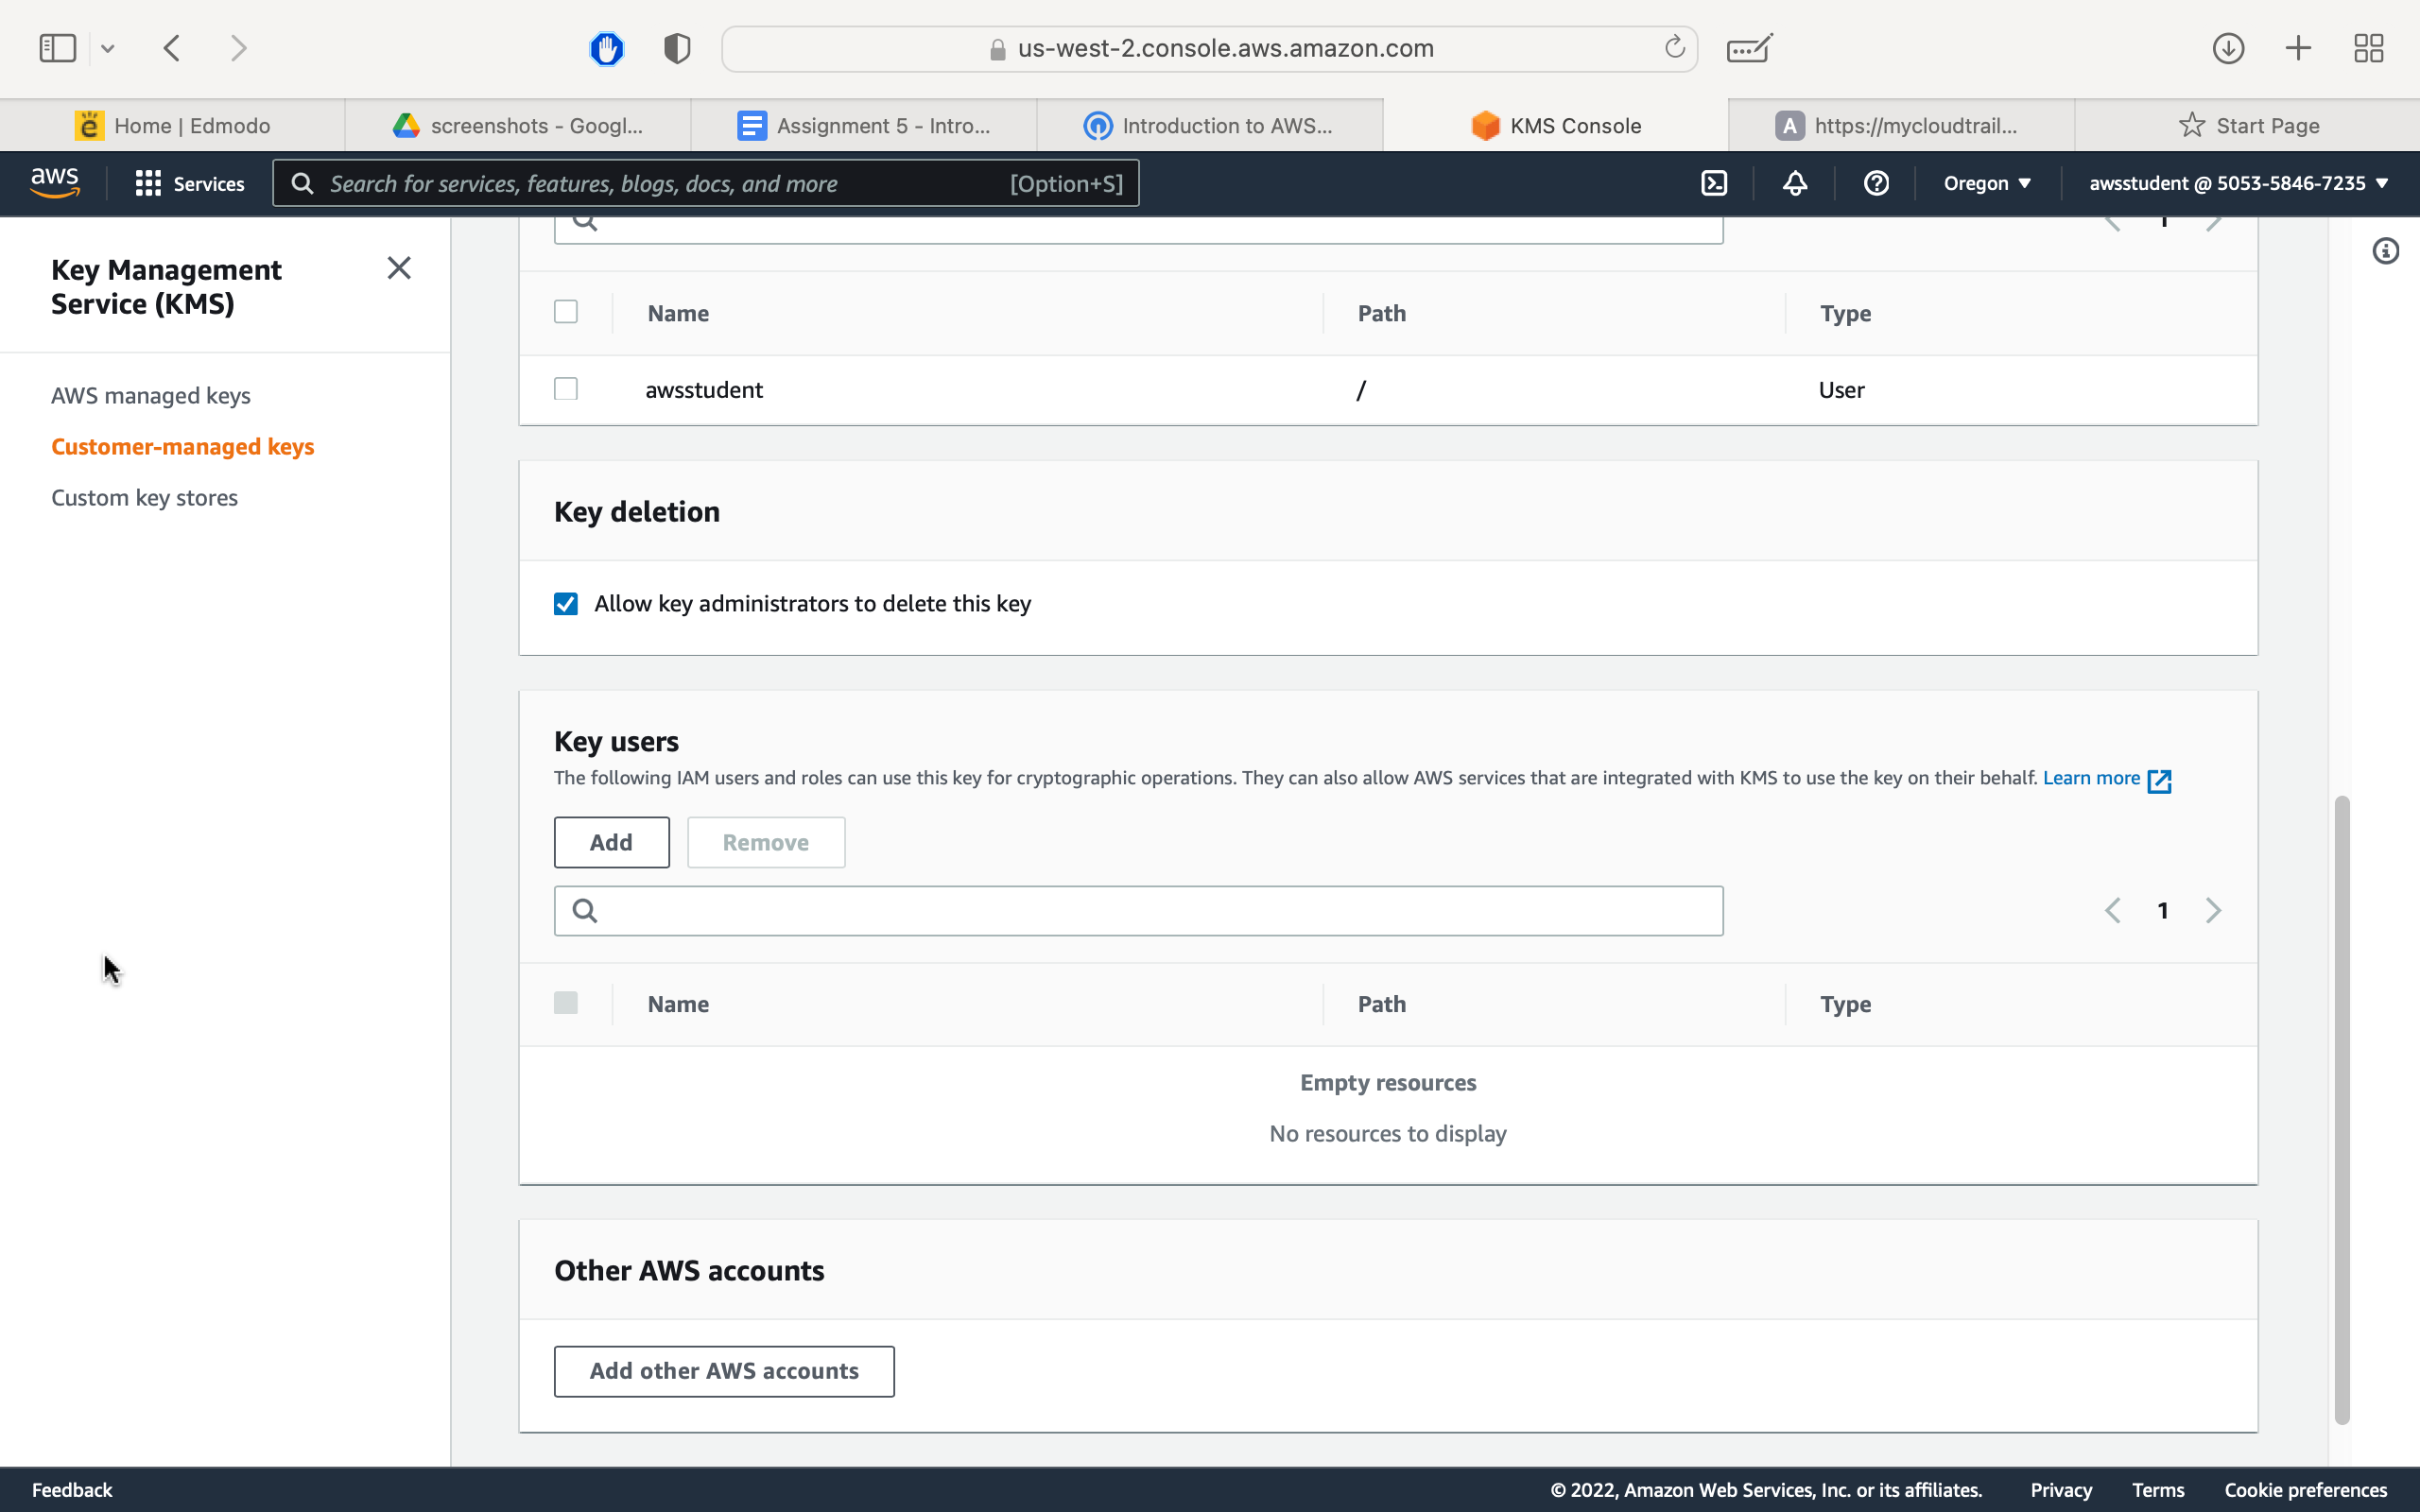 us-west-2.console.aws.amazon.com
Home | Edmodo
screenshots - Googl...
Assignment 5 - Intro...
Introduction to AWS...
KMS Console
A https://mycloudtrail...
Start Page
aws
Services
Search for services, features, blogs, docs, and more [Option+S]
Oregon
awsstudent @ 5053-5846-7235
Key Management
Service (KMS)
AWS managed keys
Customer-managed keys
Custom key stores
Name Path Type
awsstudent / User
Key deletion
Allow key administrators to delete this key
Key users
The following IAM users and roles can use this key for cryptographic operations. They can also allow AWS services that are integrated with KMS to use the key on their behalf. Learn more
Add Remove
1
Name Path Type
Empty resources
No resources to display
Other AWS accounts
Add other AWS accounts
Feedback
© 2022, Amazon Web Services, Inc. or its affiliates. Privacy Terms Cookie preferences